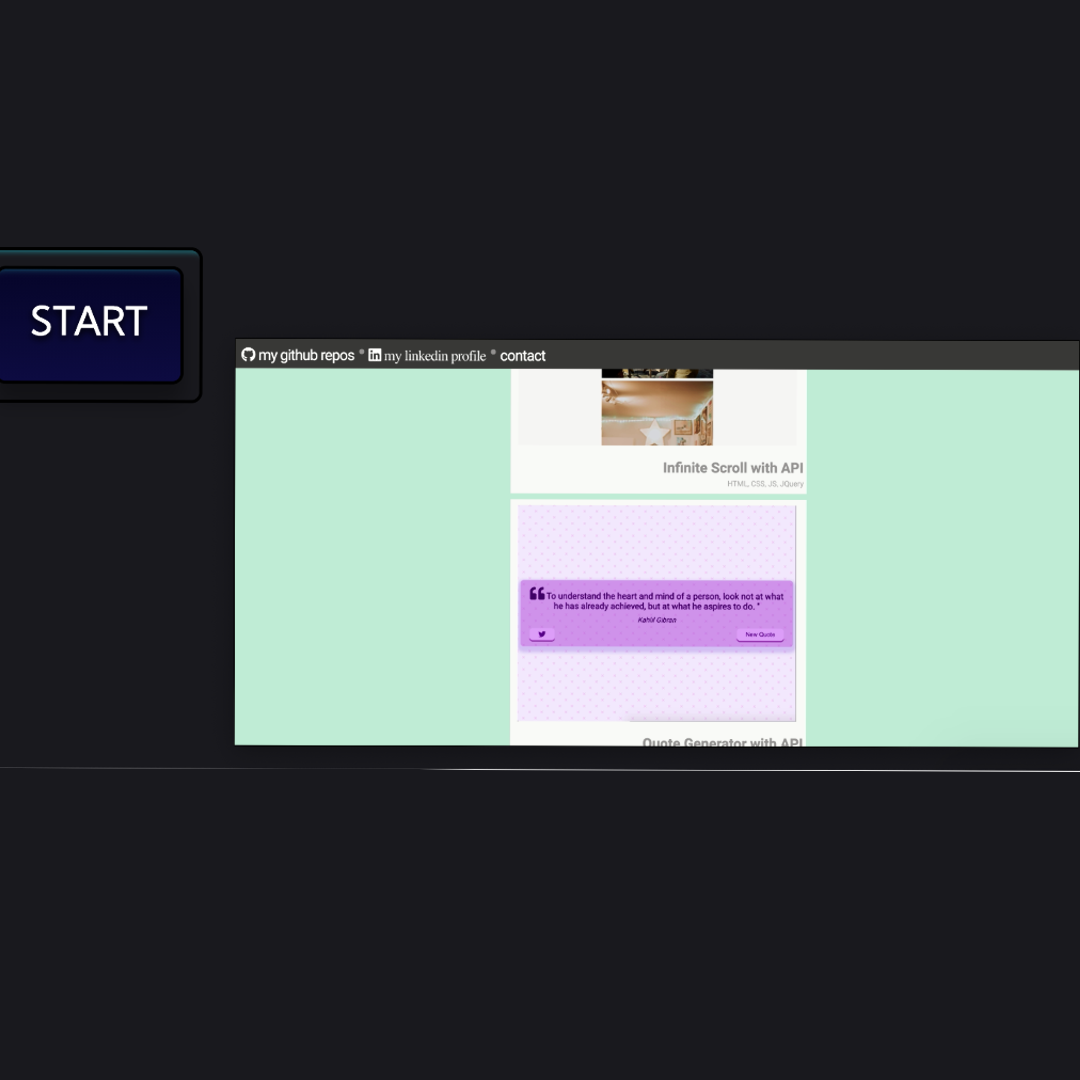 START
my github repos * in my linkedin profile * contact
Infinite Scroll with API
HTML, CSS, JS, JQuery
“To understand the heart and mind of a person, look not at what
he has already achieved, but at what he aspires to do. "
Kahlil Gibran
New Quote
Quote Generator with API